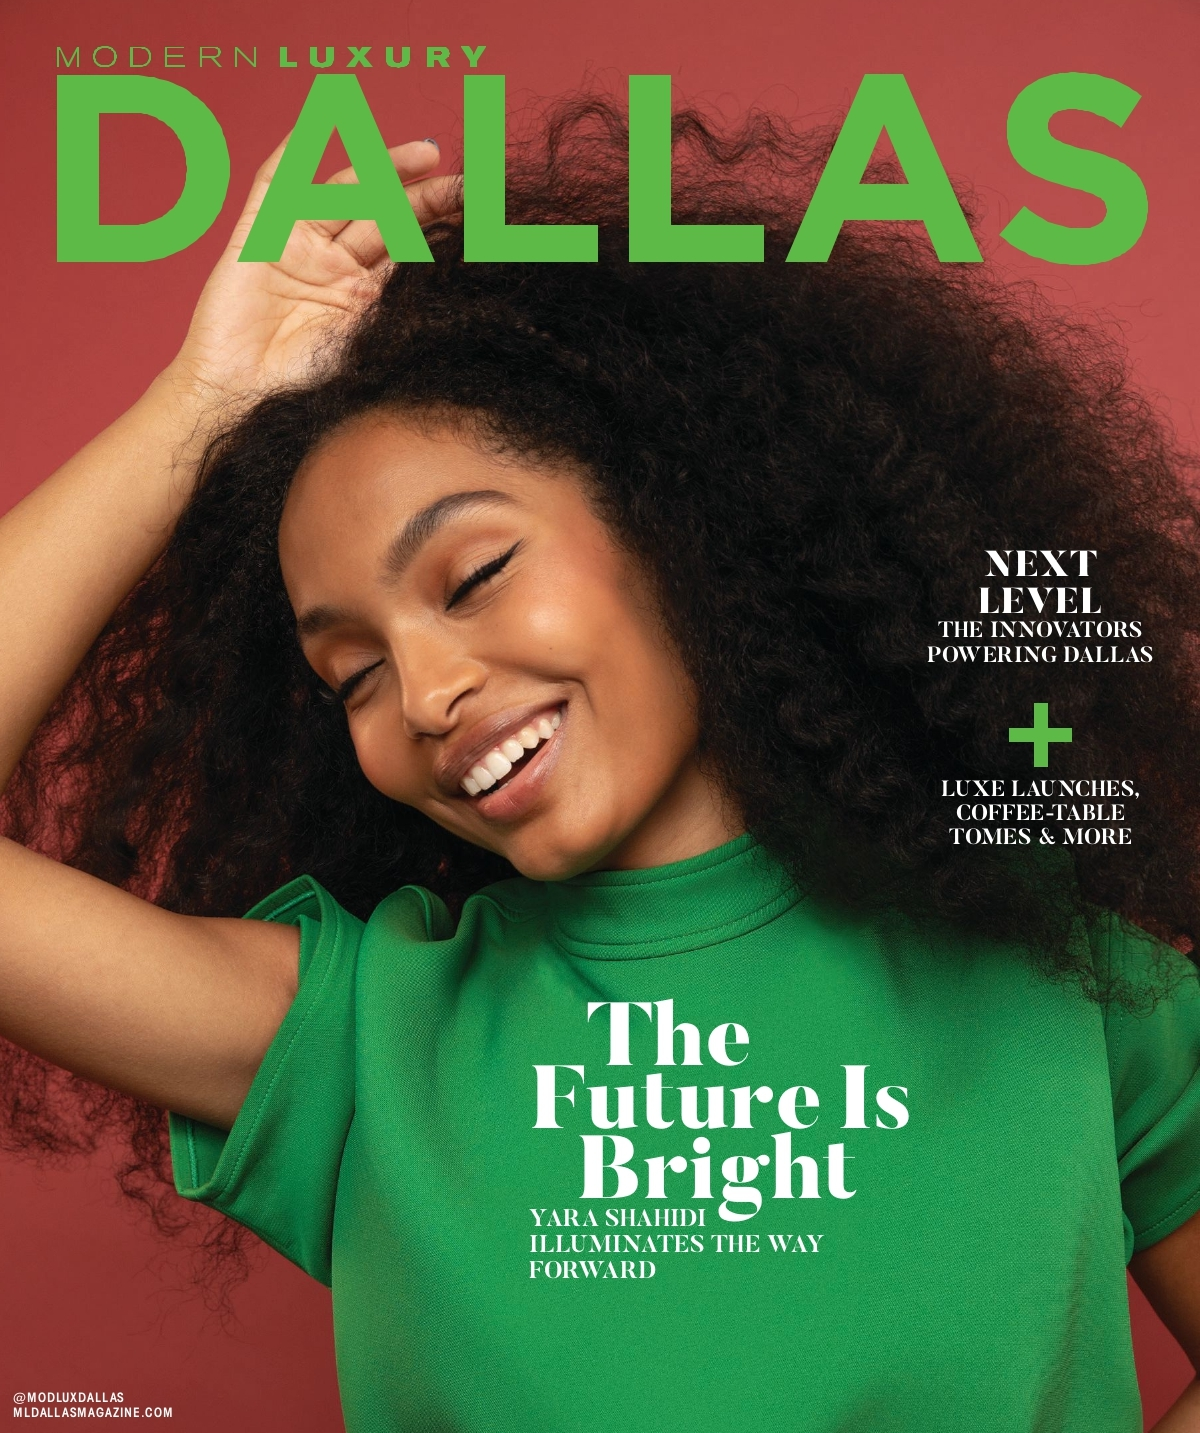 MODERN LUXURY
DALLAS
NEXT
LEVEL
THE INNOVATORS
POWERING DALLAS
+
LUXE LAUNCHES,
COFFEE-TABLE
TOMES & MORE
The
Future Is
Bright
YARA SHAHIDI
ILLUMINATES THE WAY
FORWARD
@MODLUXDALLAS
MLDALLASMAGAZINE.COM